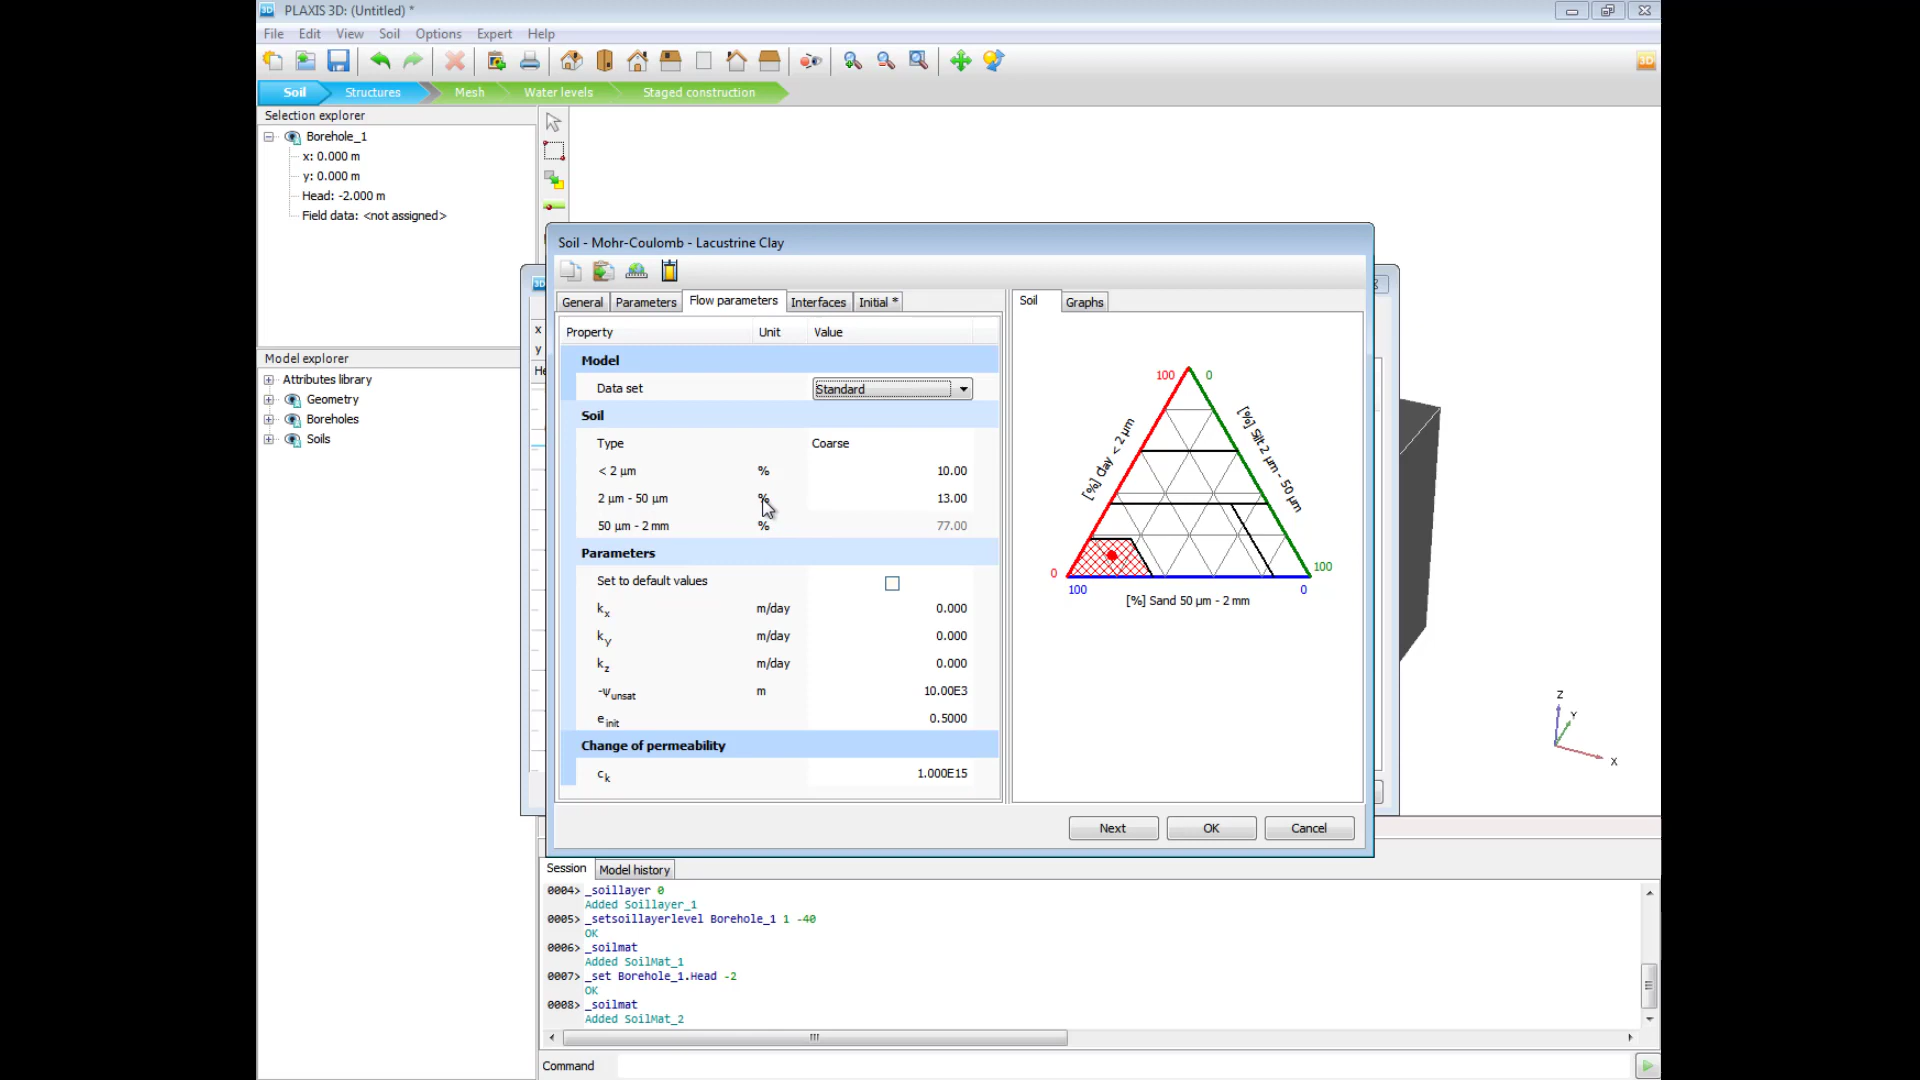 PLAXIS 3D: (Untitled) *
File Edit View Soil Options Expert Help
3D
Soil Structures Mesh Water levels Staged construction
Selection explorer
Borehole_1
x: 0.000 m
y: 0.000 m
Head: -2.000 m
Field data: <not assigned>
Model explorer
Attributes library
Geometry
Boreholes
Soils
x
y
He
Soil - Mohr-Coulomb - Lacustrine Clay
General Parameters Flow parameters Interfaces Initial *
Property Unit Value
Model
Data set Standard
Soil
Type Coarse
< 2 µm % 10.00
2 µm - 50 µm % 13.00
50 µm - 2 mm % 77.00
Parameters
Set to default values
kx m/day 0.000
ky m/day 0.000
kz m/day 0.000
-ψunsat m 10.00E3
einit 0.5000
Change of permeability
ck 1.000E15
Soil Graphs
100 0
[%] Clay < 2 µm
[%] Silt 2 µm - 50 µm
0 100
100 0
[%] Sand 50 µm - 2 mm
Next OK Cancel
Z
Y
X
Session Model history
0004> _soillayer 0
Added Soillayer_1
0005> _setsoillayerlevel Borehole_1 1 -40
OK
0006> _soilmat
Added SoilMat_1
0007> _set Borehole_1.Head -2
OK
0008> _soilmat
Added SoilMat_2
Command